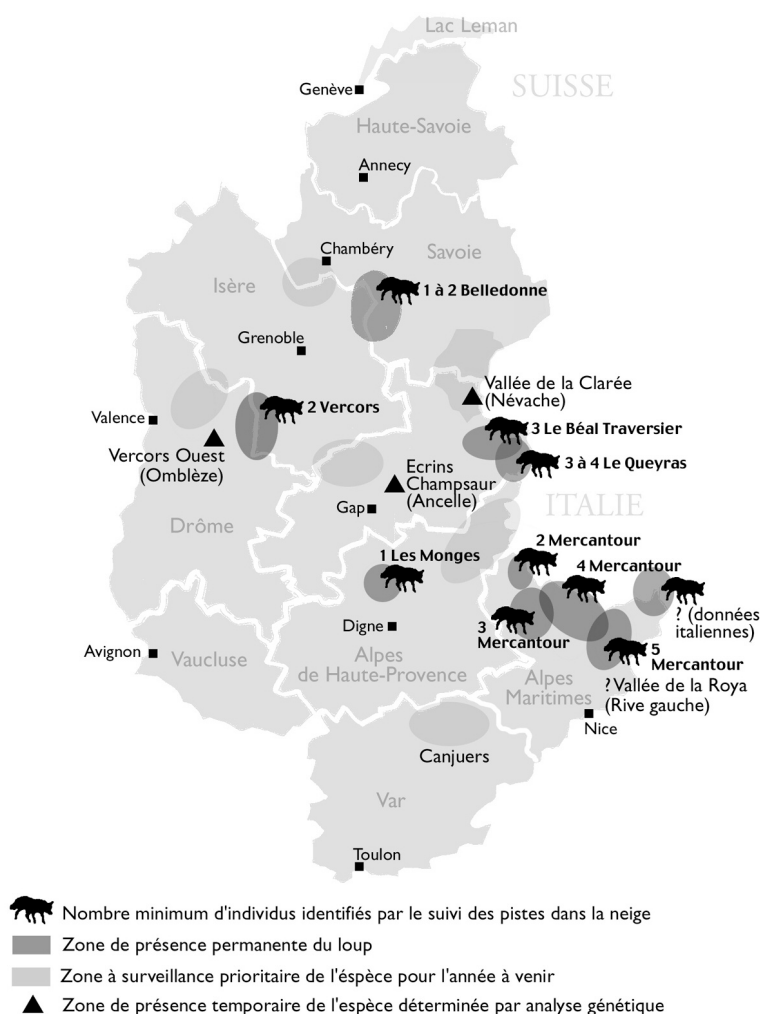 Lac Leman
SUISSE
Genève
Haute-Savoie
Annecy
Chambéry
Savoie
Isère
1 à 2 Belledonne
Grenoble
Vallée de la Clarée
(Névache)
2 Vercors
Valence
3 Le Béal Traversier
Vercors Ouest
(Omblèze)
3 à 4 Le Queyras
Ecrins
Champsaur
(Ancelle)
Gap
ITALIE
Drôme
2 Mercantour
1 Les Monges
4 Mercantour
? (données
italiennes)
Digne
3
Mercantour
Avignon
Vaucluse
Alpes
de Haute-Provence
5
Mercantour
Alpes
Maritimes
? Vallée de la Roya
(Rive gauche)
Nice
Canjuers
Var
Toulon
Nombre minimum d'individus identifiés par le suivi des pistes dans la neige
Zone de présence permanente du loup
Zone à surveillance prioritaire de l'éspèce pour l'année à venir
Zone de présence temporaire de l'espèce déterminée par analyse génétique